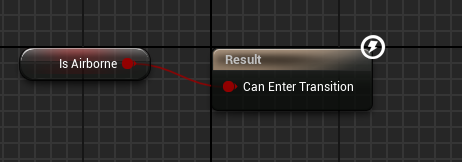 Result
Is Airborne
Can Enter Transition